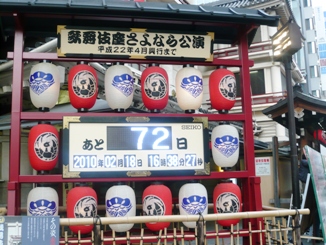 歌舞伎座さよなら公演
平成22年4月興行まで
SEIKO
あと 72 日
2010年02月18日 16時38分27秒